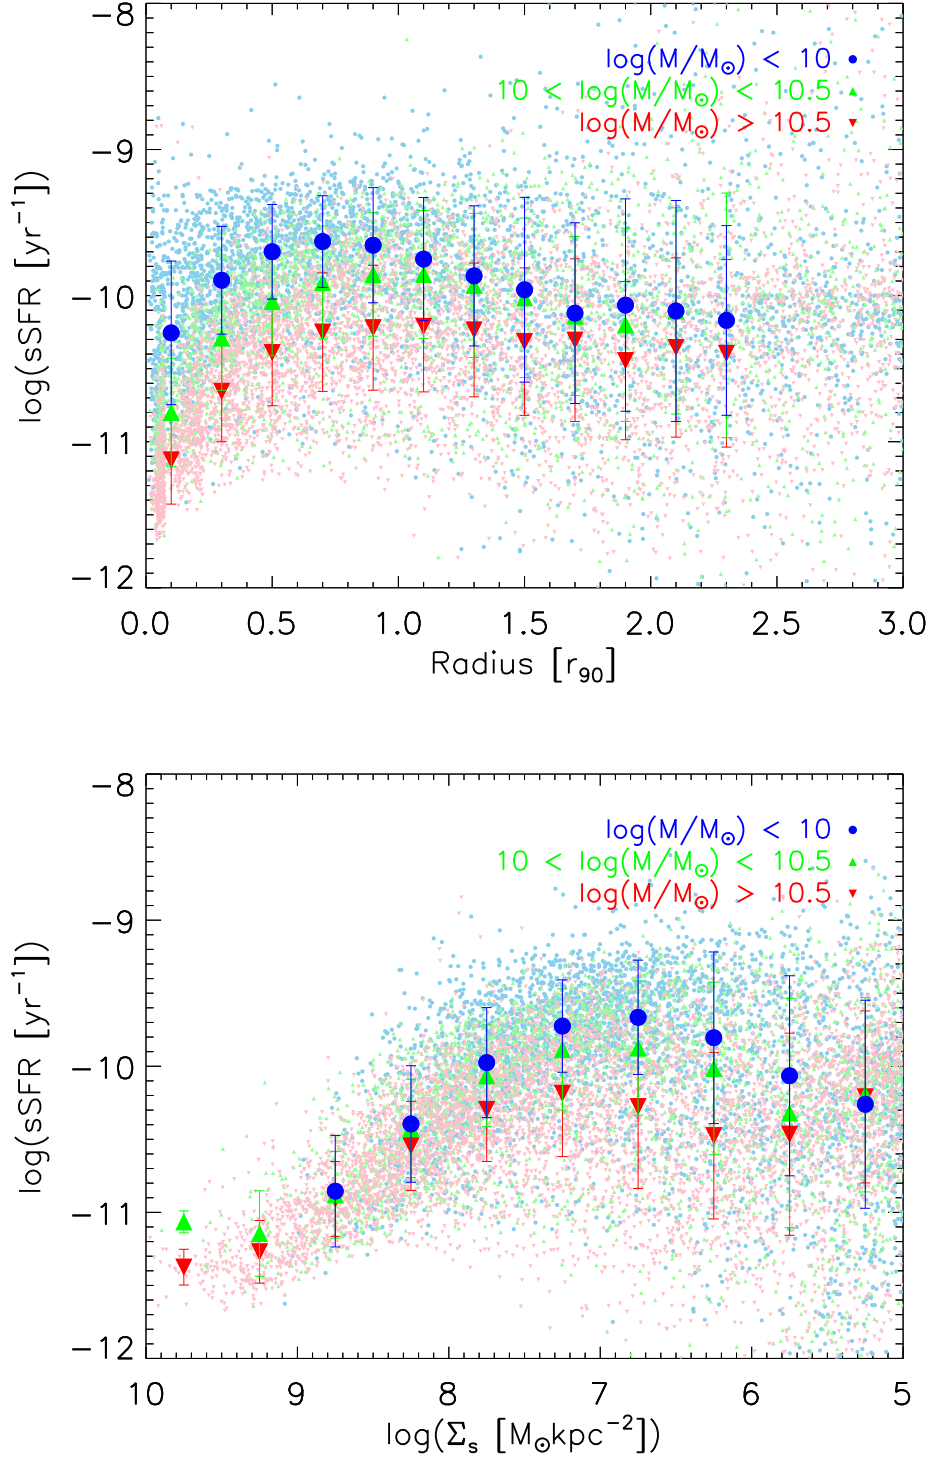 −8
log(M/M⊙) < 10
10 < log(M/M⊙) < 10.5
log(M/M⊙) > 10.5
−9
−10
−11
−12
log(sSFR [yr⁻¹])
0.0 0.5 1.0 1.5 2.0 2.5 3.0
Radius [r₉₀]
−8
log(M/M⊙) < 10
10 < log(M/M⊙) < 10.5
log(M/M⊙) > 10.5
−9
−10
−11
−12
log(sSFR [yr⁻¹])
10 9 8 7 6 5
log(Σₛ [M⊙kpc⁻²])